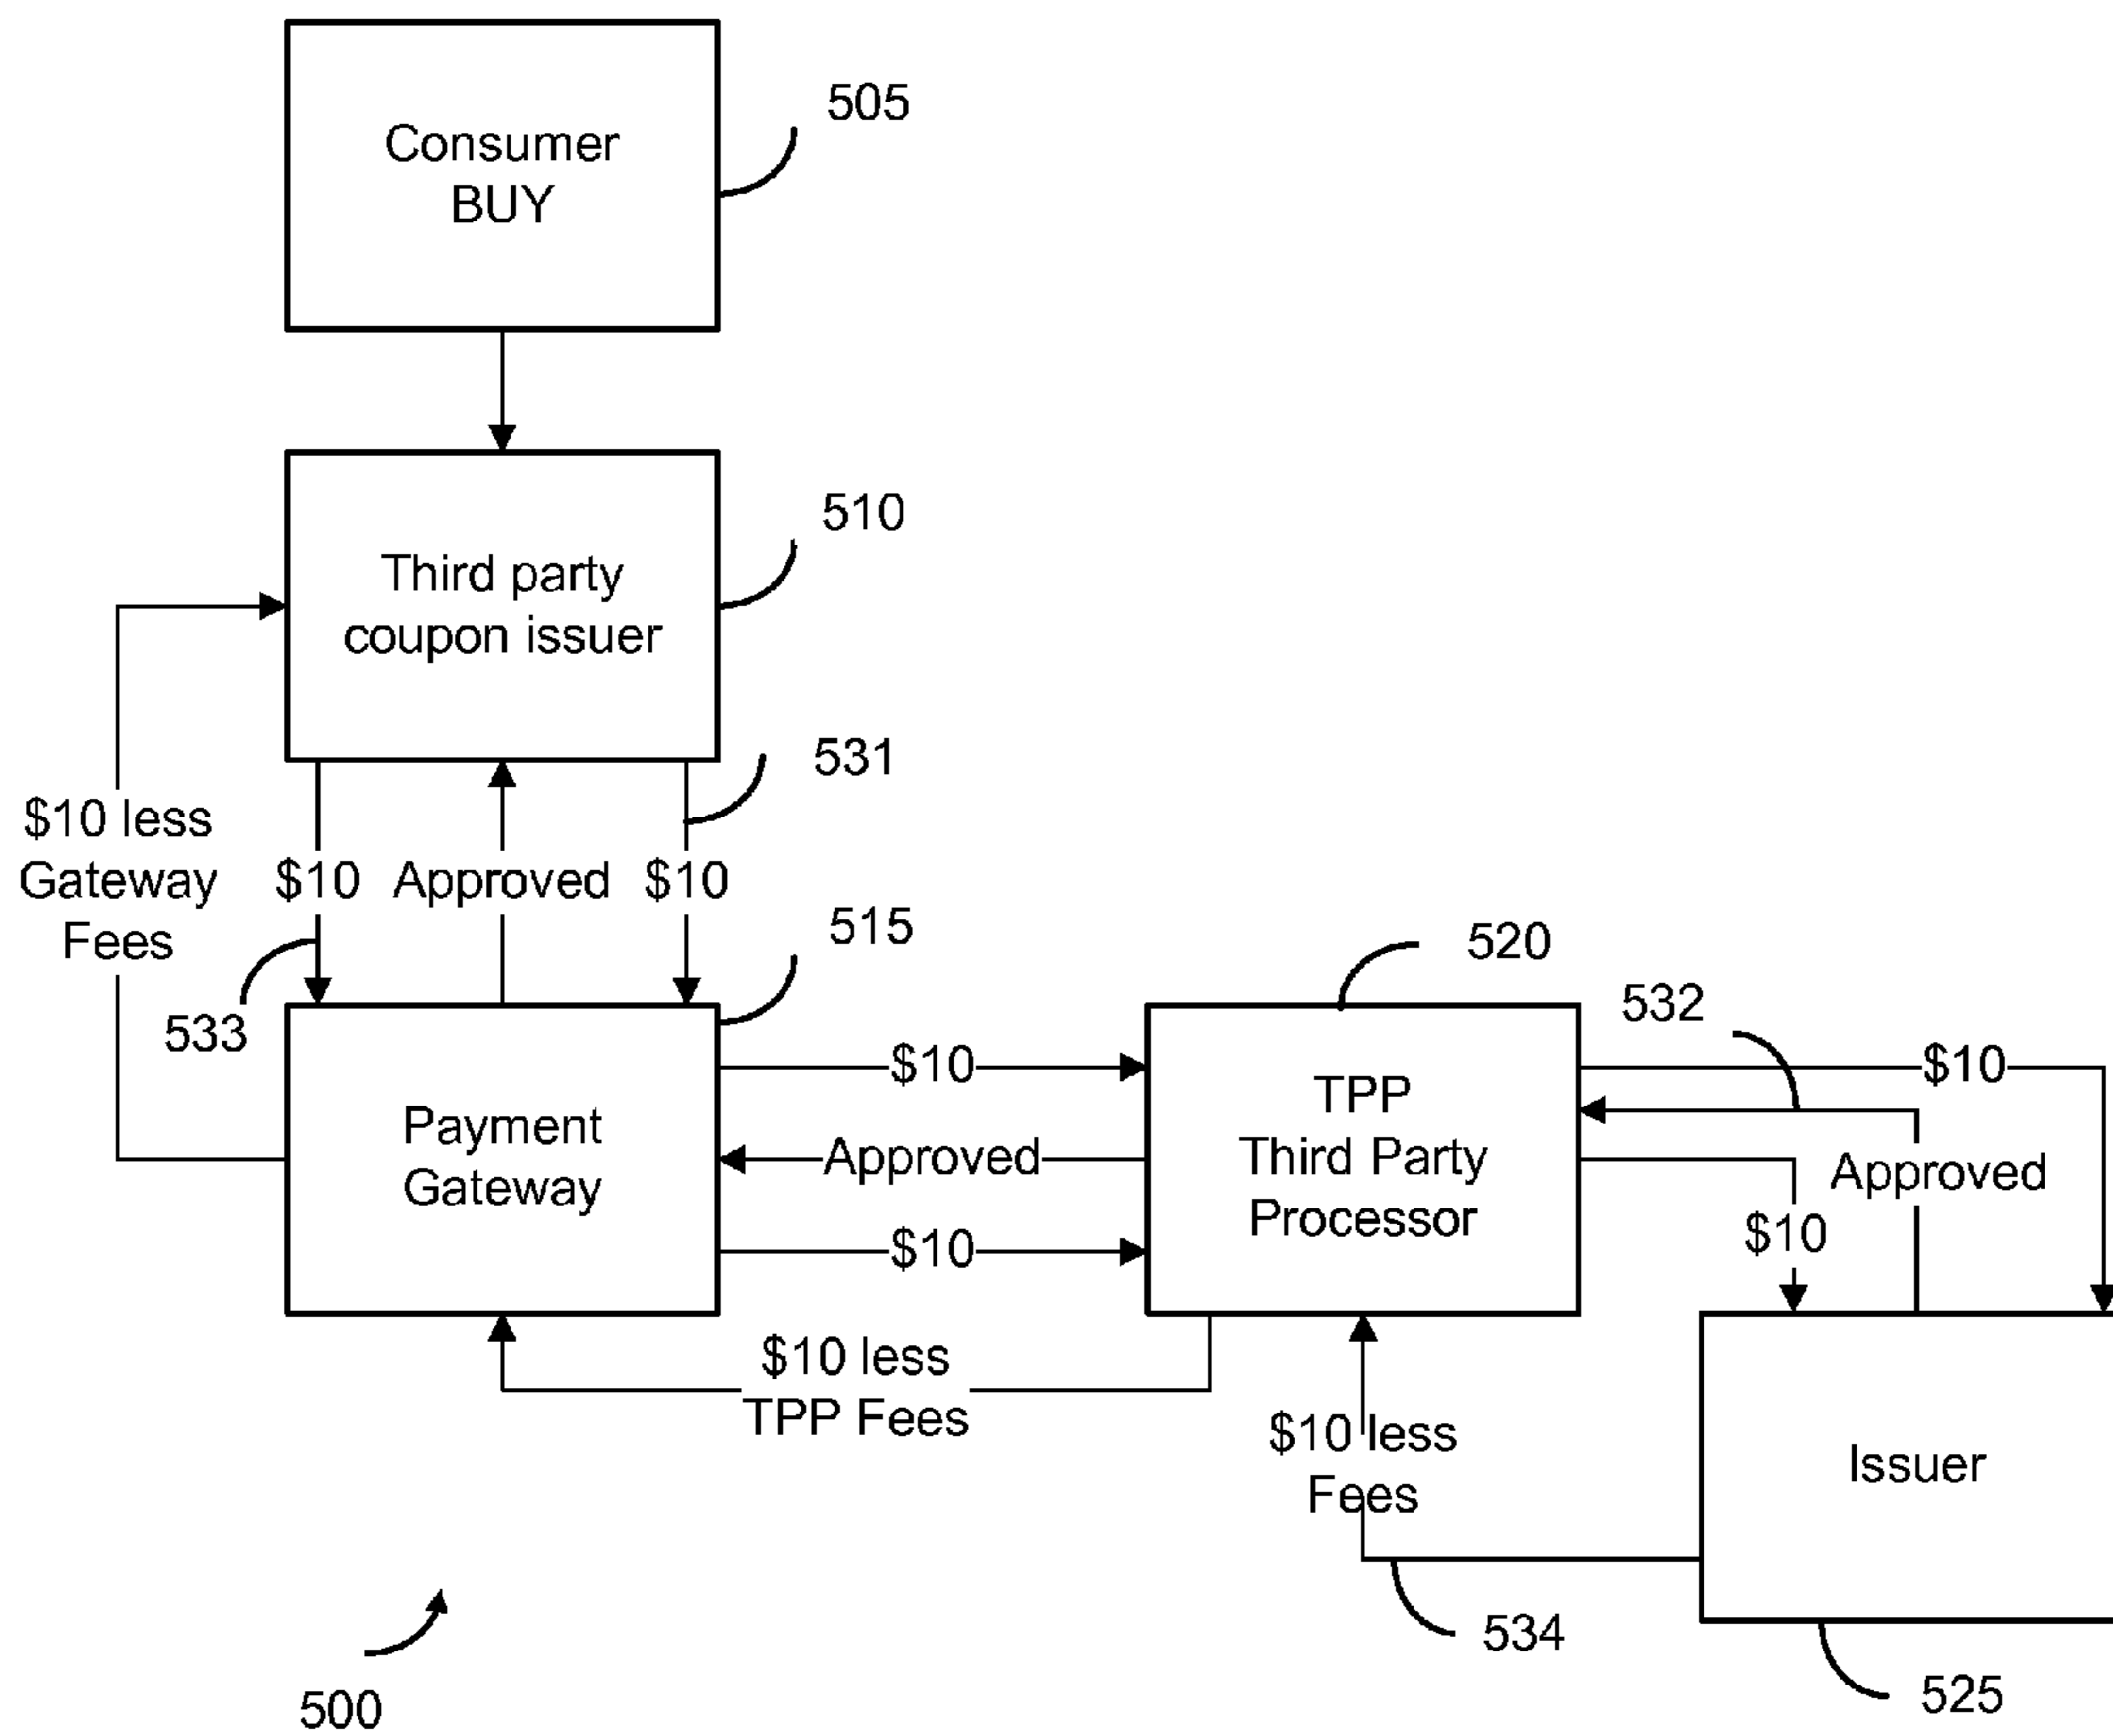 Consumer
BUY
505
Third party
coupon issuer
510
531
$10 less
Gateway
Fees
$10
Approved
$10
533
515
Payment
Gateway
$10
Approved
$10
$10 less
TPP Fees
520
TPP
Third Party
Processor
532
$10
Approved
$10
$10 less
Fees
Issuer
534
525
500